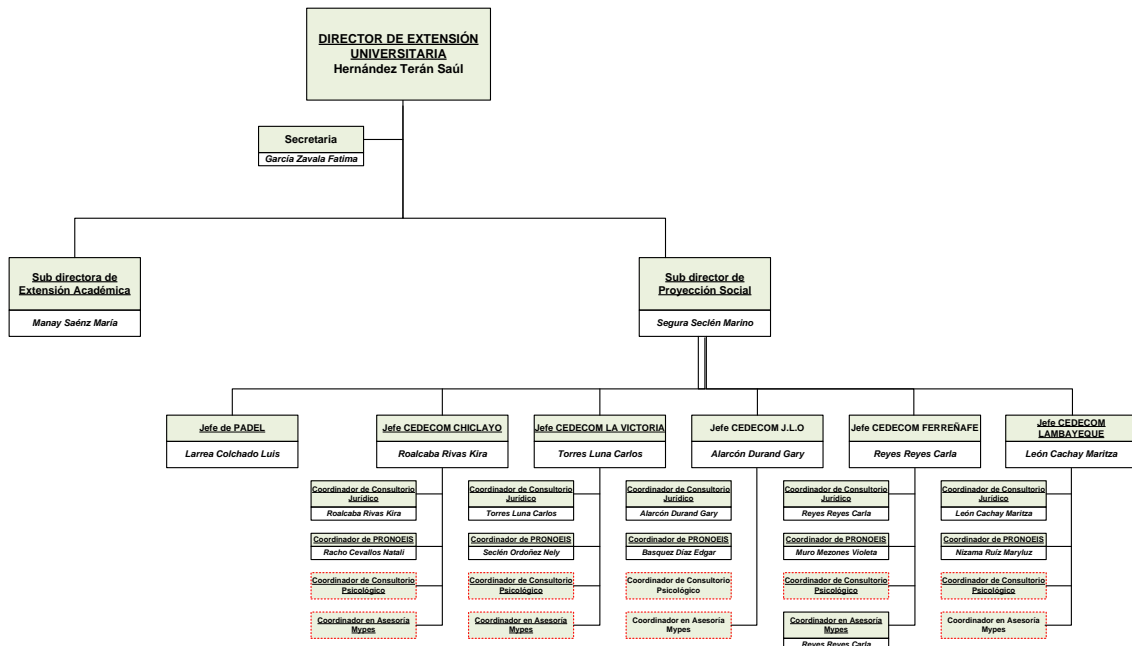 DIRECTOR DE EXTENSIÓN
UNIVERSITARIA
Hernández Terán Saúl
Secretaria
García Zavala Fatima
Sub directora de
Extensión Académica
Manay Saénz María
Sub director de
Proyección Social
Segura Seclén Marino
Jefe de PADEL
Larrea Colchado Luis
Jefe CEDECOM CHICLAYO
Roalcaba Rivas Kira
Jefe CEDECOM LA VICTORIA
Torres Luna Carlos
Jefe CEDECOM J.L.O
Alarcón Durand Gary
Jefe CEDECOM FERREÑAFE
Reyes Reyes Carla
Jefe CEDECOM
LAMBAYEQUE
León Cachay Maritza
Coordinador de Consultorio
Jurídico
Roalcaba Rivas Kira
Coordinador de PRONOEIS
Racho Cevallos Natalí
Coordinador de Consultorio
Psicológico
Coordinador en Asesoría
Mypes
Coordinador de Consultorio
Jurídico
Torres Luna Carlos
Coordinador de PRONOEIS
Seclén Ordoñez Nely
Coordinador de Consultorio
Psicológico
Coordinador en Asesoría
Mypes
Coordinador de Consultorio
Jurídico
Alarcón Durand Gary
Coordinador de PRONOEIS
Basquez Díaz Edgar
Coordinador de Consultorio
Psicológico
Coordinador en Asesoría
Mypes
Coordinador de Consultorio
Jurídico
Reyes Reyes Carla
Coordinador de PRONOEIS
Muro Mezones Violeta
Coordinador de Consultorio
Psicológico
Coordinador en Asesoría
Mypes
Reyes Reyes Carla
Coordinador de Consultorio
Jurídico
León Cachay Maritza
Coordinador de PRONOEIS
Nizama Ruíz Maryluz
Coordinador de Consultorio
Psicológico
Coordinador en Asesoría
Mypes